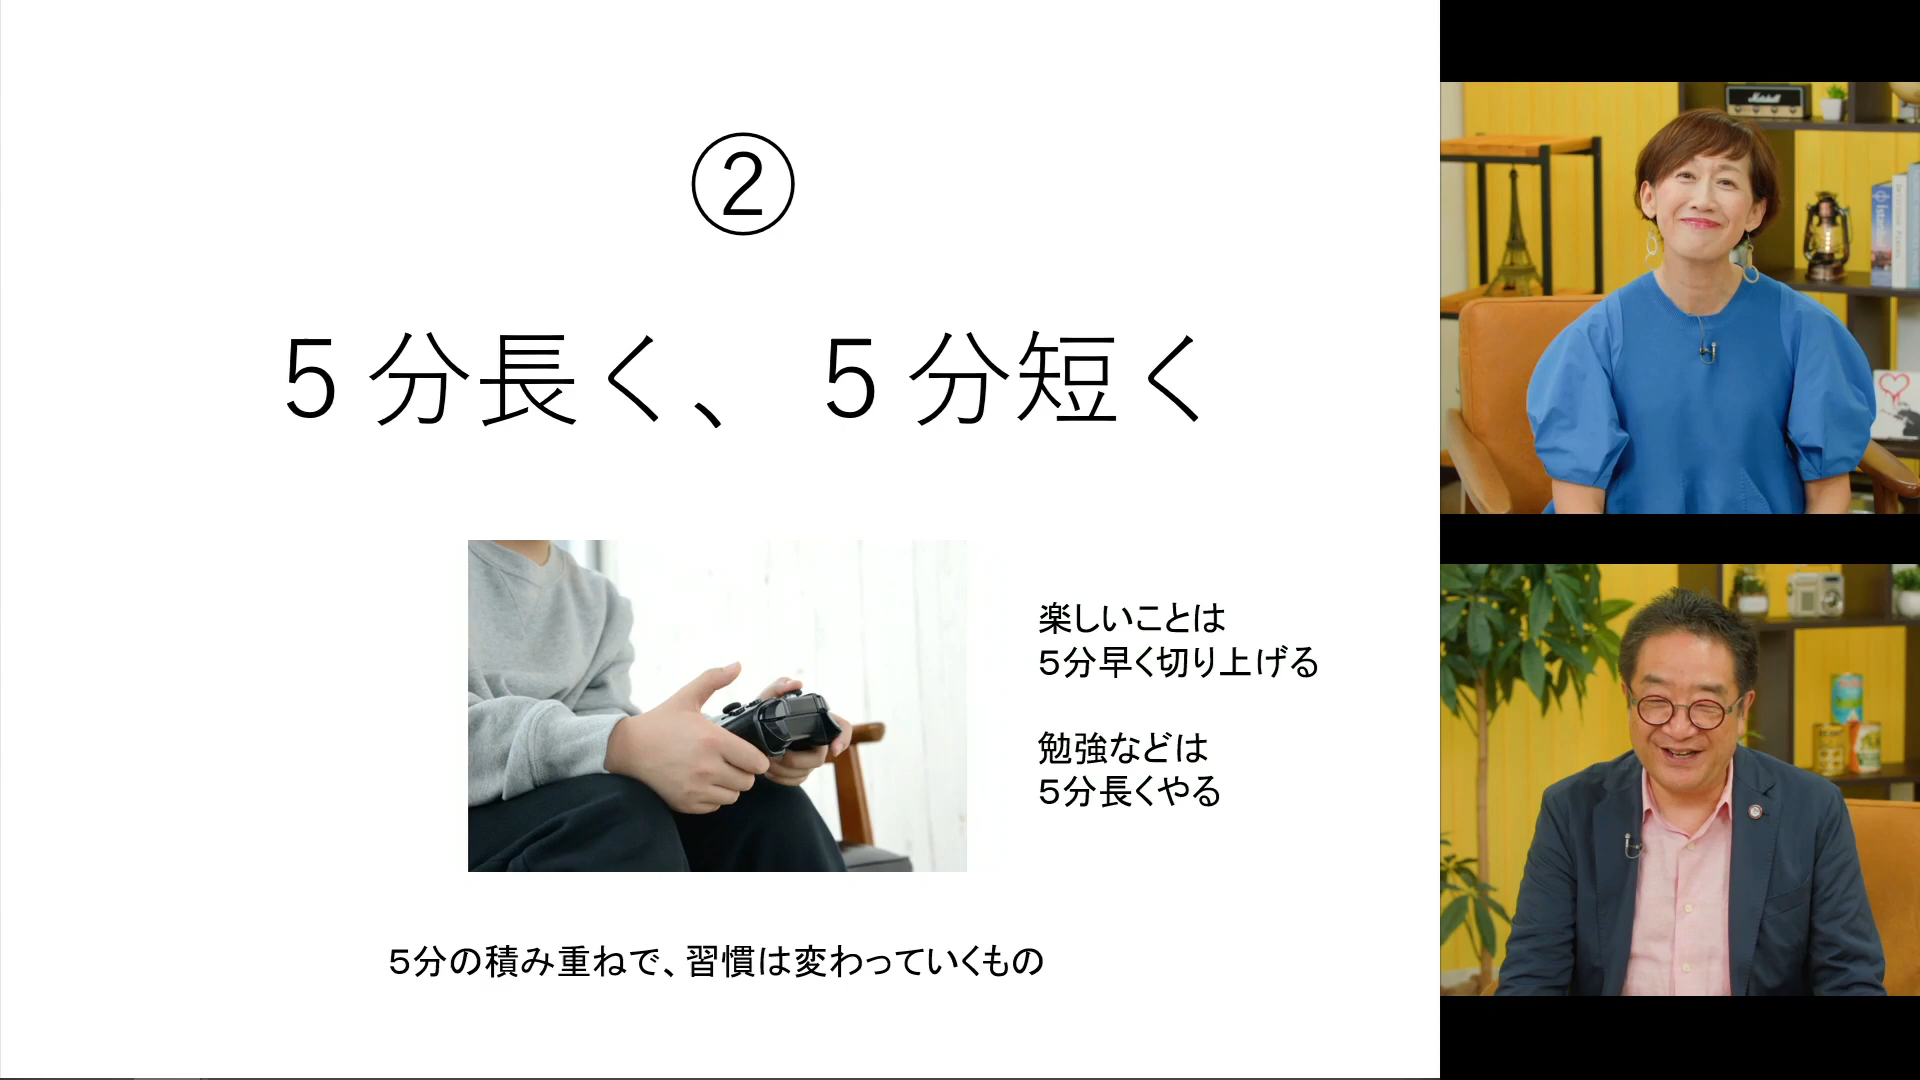 ②
５分長く、５分短く
楽しいことは
５分早く切り上げる
勉強などは
５分長くやる
５分の積み重ねで、習慣は変わっていくもの
Marshall
Istanbul